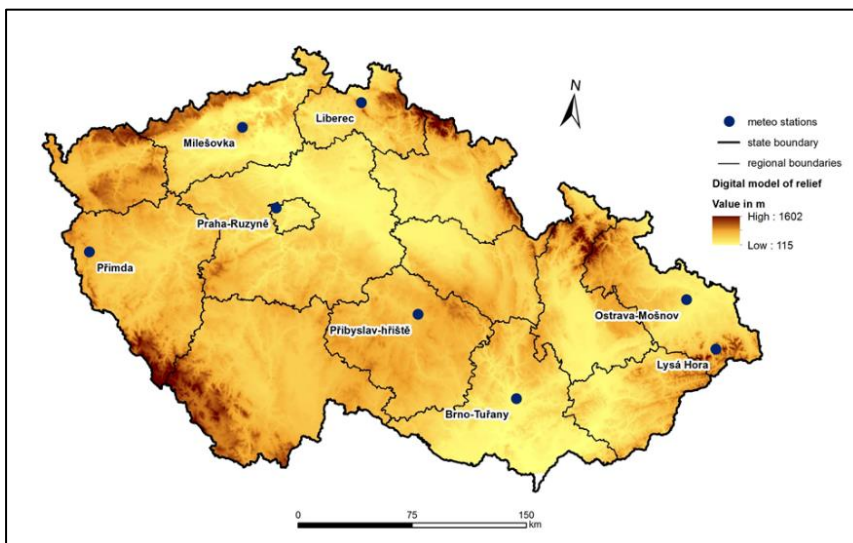 N
Liberec
Milešovka
meteo stations
state boundary
regional boundaries
Digital model of relief
Value in m
High : 1602
Low : 115
Praha-Ruzyně
Přimda
Ostrava-Mošnov
Přibyslav-hřiště
Lysá Hora
Brno-Tuřany
0 75 150
km